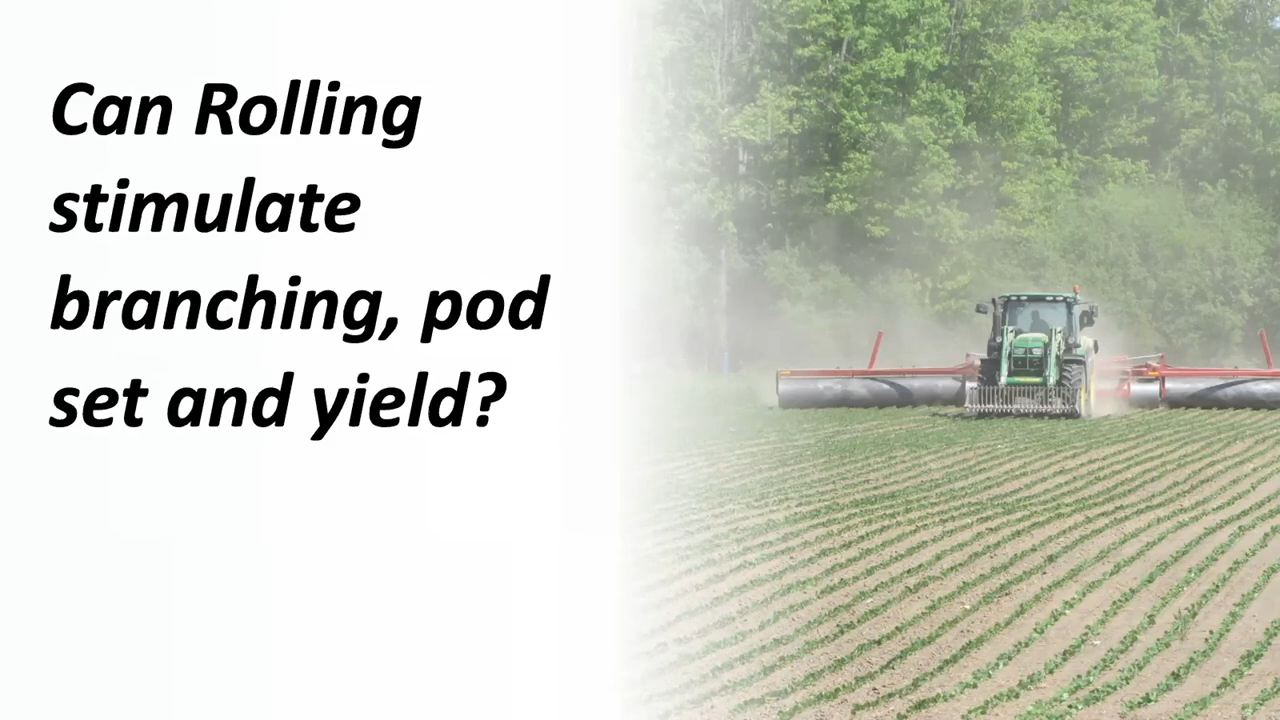 Can Rolling
stimulate
branching, pod
set and yield?